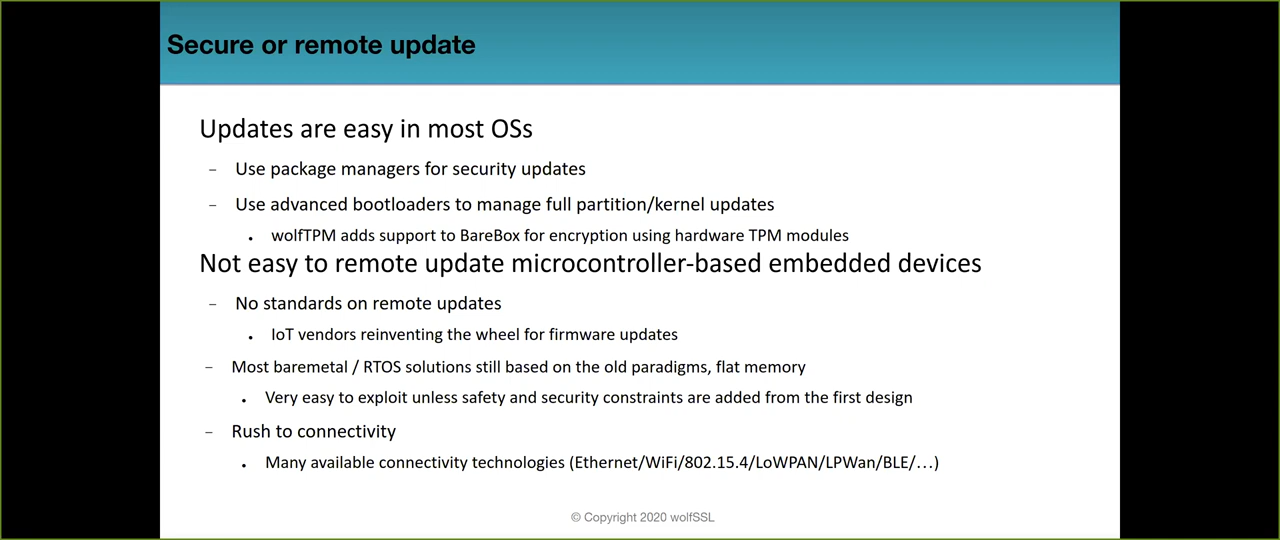 Secure or remote update
Updates are easy in most OSs
– Use package managers for security updates
– Use advanced bootloaders to manage full partition/kernel updates
• wolfTPM adds support to BareBox for encryption using hardware TPM modules
Not easy to remote update microcontroller-based embedded devices
– No standards on remote updates
• IoT vendors reinventing the wheel for firmware updates
– Most baremetal / RTOS solutions still based on the old paradigms, flat memory
• Very easy to exploit unless safety and security constraints are added from the first design
– Rush to connectivity
• Many available connectivity technologies (Ethernet/WiFi/802.15.4/LoWPAN/LPWan/BLE/…)
© Copyright 2020 wolfSSL